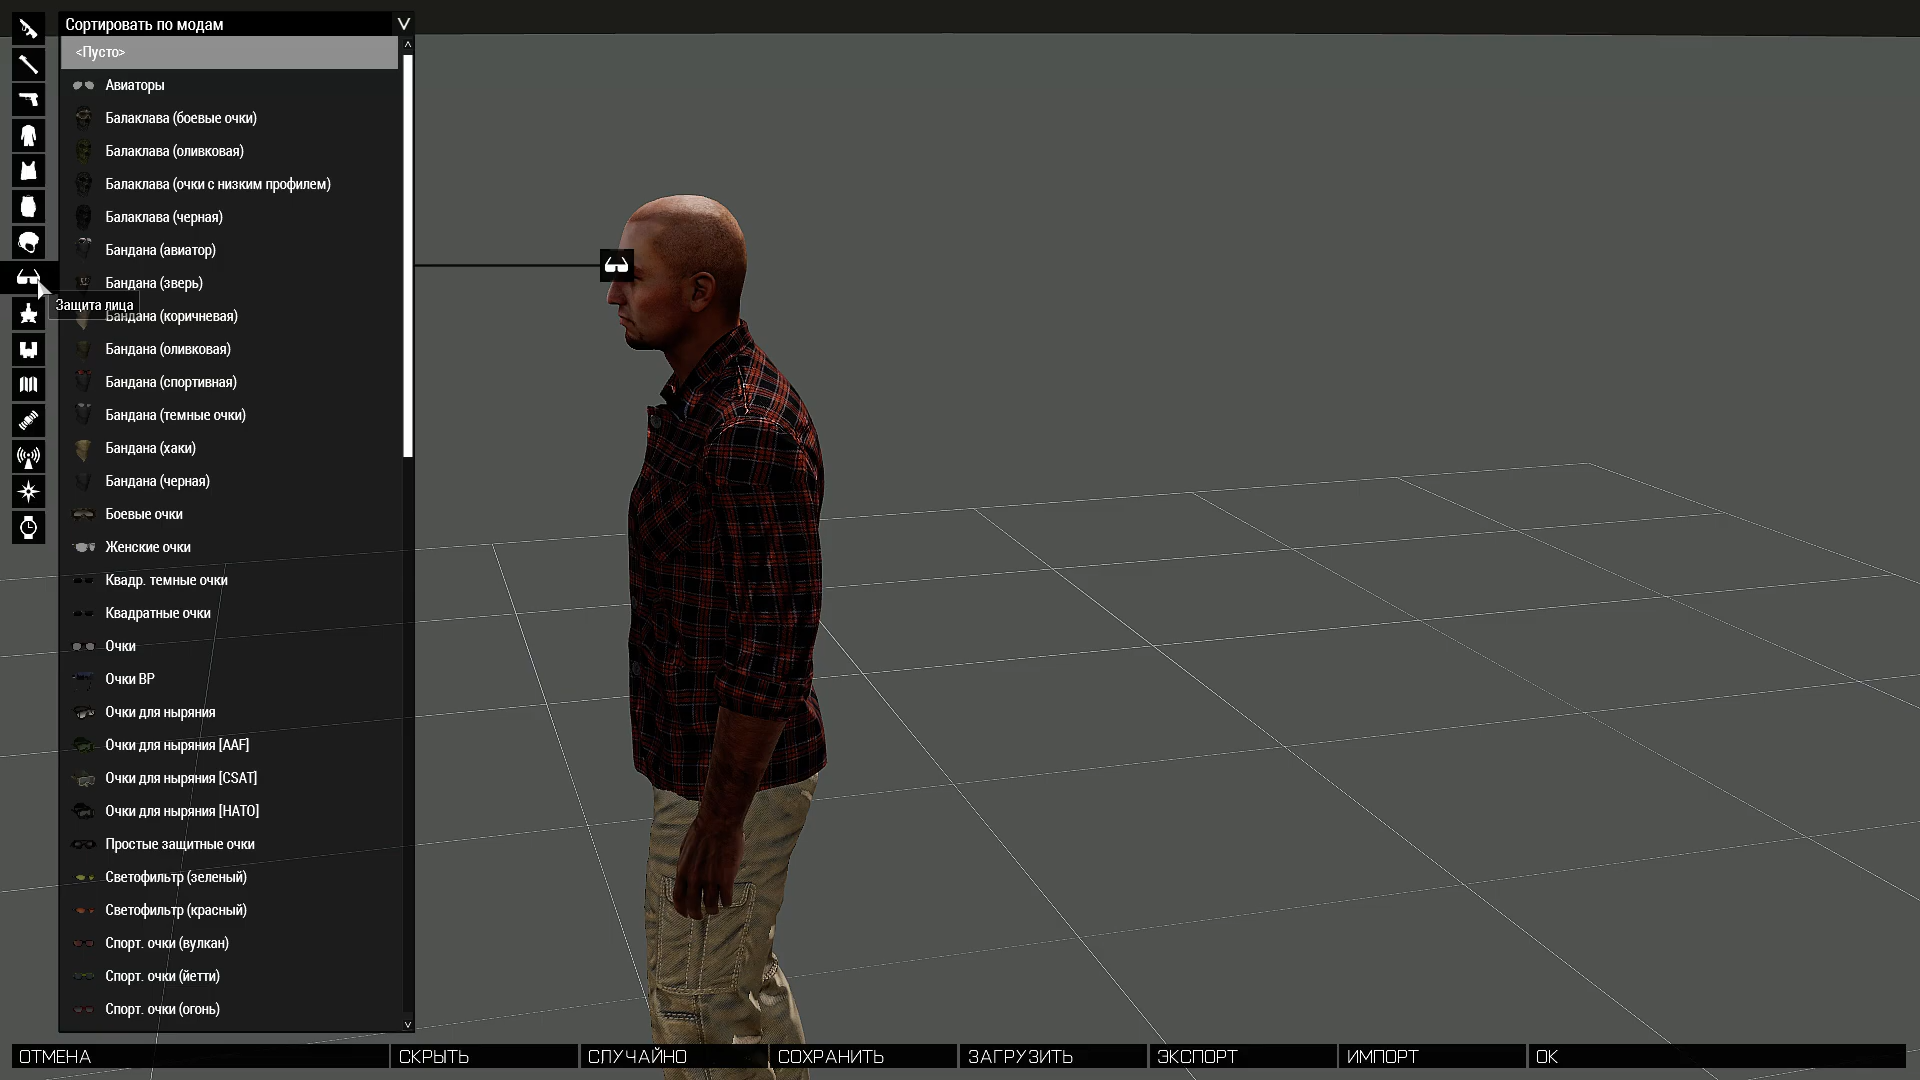 Сортировать по модам
<Пусто>
Авиаторы
Балаклава (боевые очки)
Балаклава (оливковая)
Балаклава (очки с низким профилем)
Балаклава (черная)
Бандана (авиатор)
Бандана (зверь)
Защита лица
Бандана (коричневая)
Бандана (оливковая)
Бандана (спортивная)
Бандана (темные очки)
Бандана (хаки)
Бандана (черная)
Боевые очки
Женские очки
Квадр. темные очки
Квадратные очки
Очки
Очки ВР
Очки для ныряния
Очки для ныряния [AAF]
Очки для ныряния [CSAT]
Очки для ныряния [НАТО]
Простые защитные очки
Светофильтр (зеленый)
Светофильтр (красный)
Спорт. очки (вулкан)
Спорт. очки (йетти)
Спорт. очки (огонь)
ОТМЕНА
СКРЫТЬ
СЛУЧАЙНО
СОХРАНИТЬ
ЗАГРУЗИТЬ
ЭКСПОРТ
ИМПОРТ
ОК